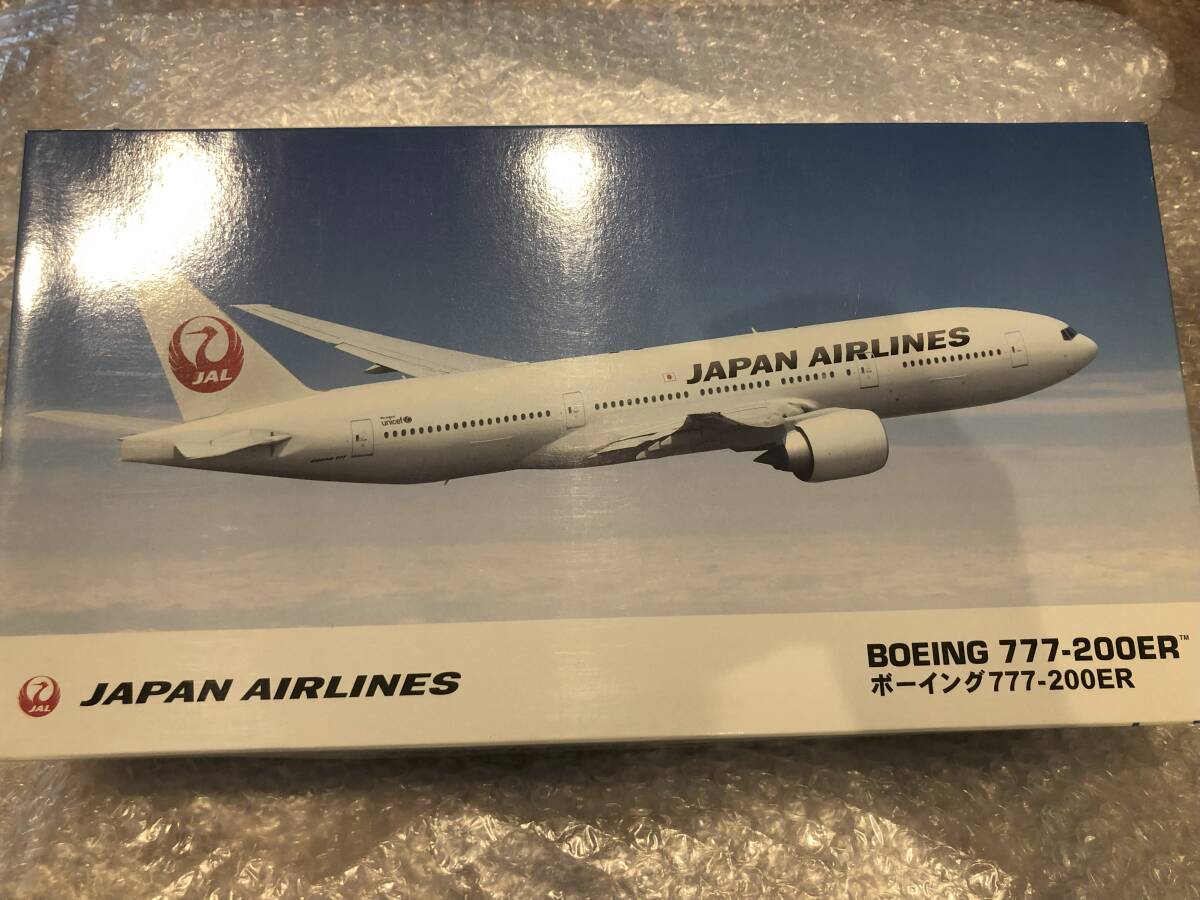 JAPAN AIRLINES
JAL
unicef
BOEING 777-200ER™
ボーイング777-200ER
JAL
JAPAN AIRLINES